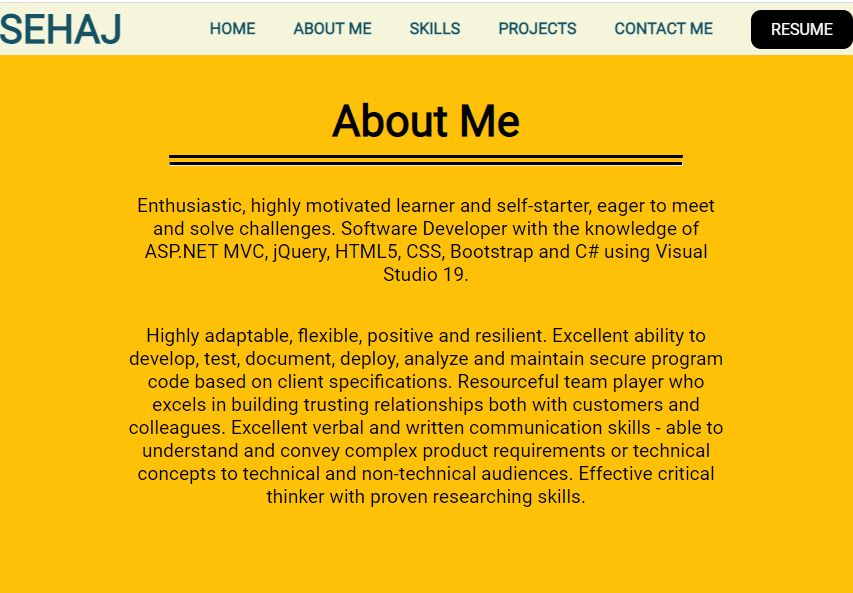 SEHAJ HOME ABOUT ME SKILLS PROJECTS CONTACT ME RESUME
About Me
Enthusiastic, highly motivated learner and self-starter, eager to meet
and solve challenges. Software Developer with the knowledge of
ASP.NET MVC, jQuery, HTML5, CSS, Bootstrap and C# using Visual
Studio 19.
Highly adaptable, flexible, positive and resilient. Excellent ability to
develop, test, document, deploy, analyze and maintain secure program
code based on client specifications. Resourceful team player who
excels in building trusting relationships both with customers and
colleagues. Excellent verbal and written communication skills - able to
understand and convey complex product requirements or technical
concepts to technical and non-technical audiences. Effective critical
thinker with proven researching skills.